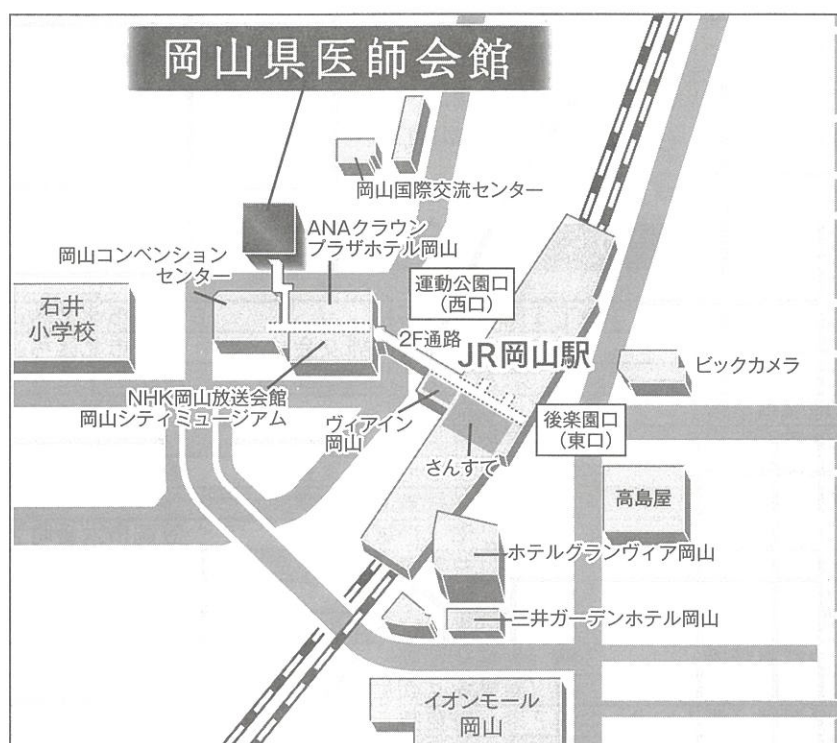 岡山県医師会館
岡山国際交流センター
ANAクラウン
プラザホテル岡山
岡山コンベンション
センター
運動公園口
（西口）
石井
小学校
2F通路
JR岡山駅
ビックカメラ
NHK岡山放送会館
岡山シティミュージアム
ヴィアイン
岡山
後楽園口
（東口）
さんすて
高島屋
ホテルグランヴィア岡山
三井ガーデンホテル岡山
イオンモール
岡山